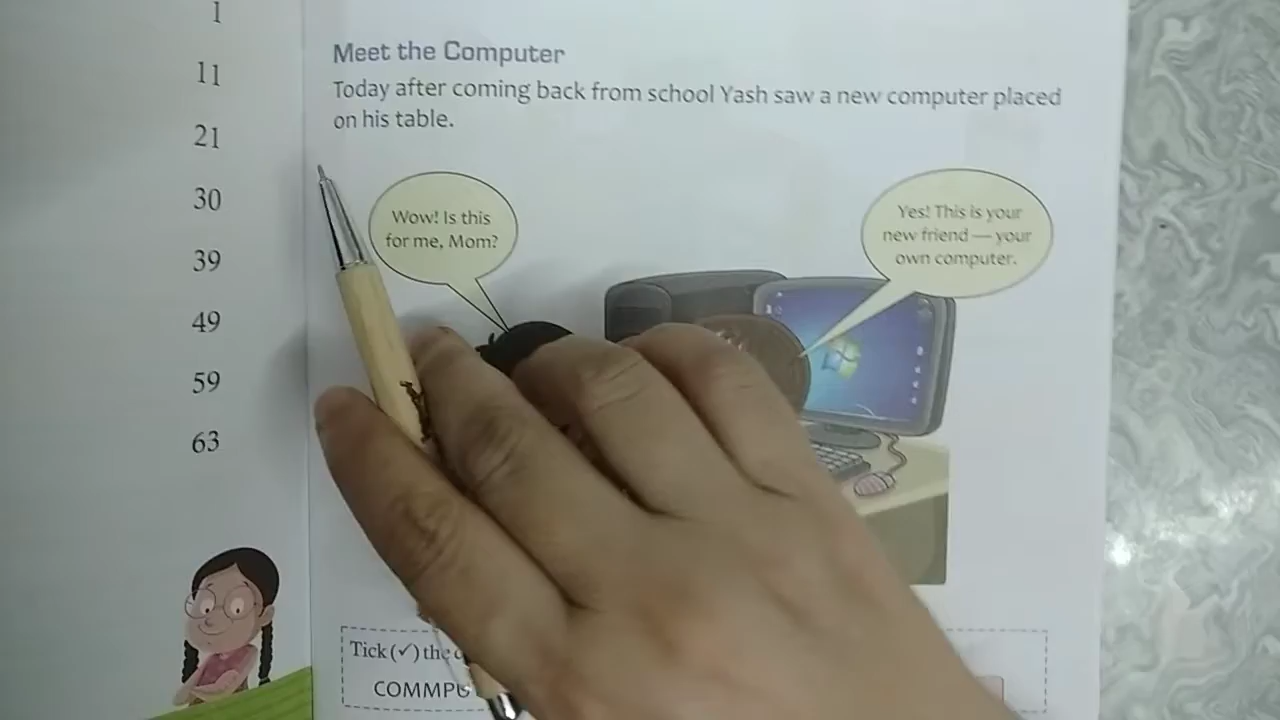 1
11
21
30
39
49
59
63
Meet the Computer
Today after coming back from school Yash saw a new computer placed
on his table.
Wow! Is this
for me, Mom?
Yes! This is your
new friend — your
own computer.
Tick (✓) the
COMMPU